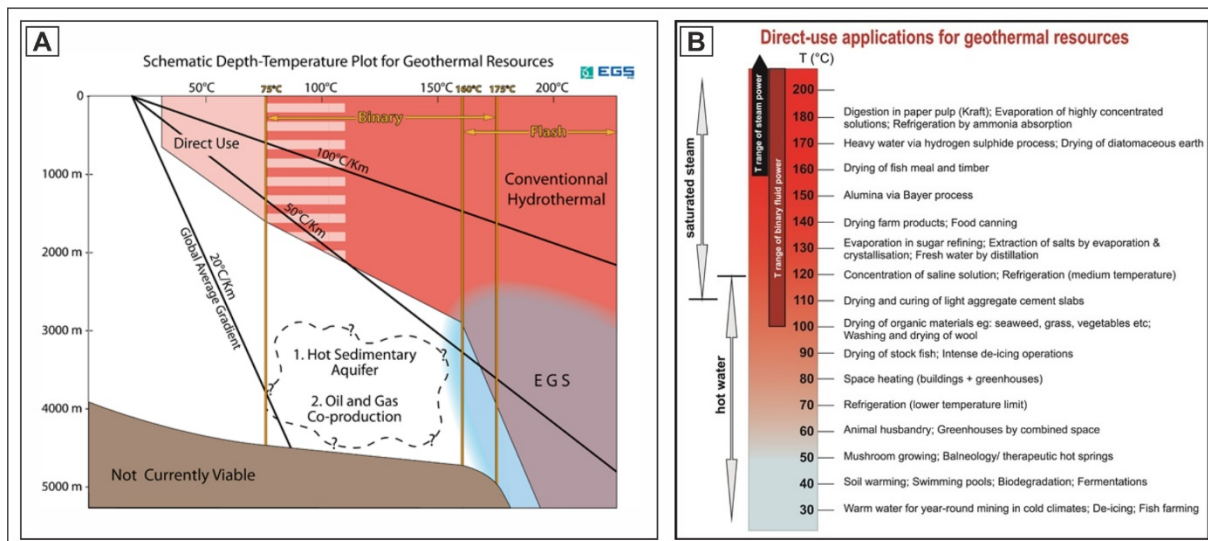 A
Schematic Depth-Temperature Plot for Geothermal Resources
EGS
50°C
75°C
100°C
150°C
160°C
175°C
200°C
0
1000 m
2000 m
3000 m
4000 m
5000 m
Binary
Flash
Direct Use
100°C/Km
50°C/Km
20°C/Km
Global Average Gradient
Conventionnal
Hydrothermal
?
?
?
?
?
1. Hot Sedimentary
Aquifer
2. Oil and Gas
Co-production
EGS
Not Currently Viable
B
Direct-use applications for geothermal resources
T (°C)
saturated steam
hot water
T range of steam power
T range of binary fluid power
200
180
Digestion in paper pulp (Kraft); Evaporation of highly concentrated
solutions; Refrigeration by ammonia absorption
170
Heavy water via hydrogen sulphide process; Drying of diatomaceous earth
160
Drying of fish meal and timber
150
Alumina via Bayer process
140
Drying farm products; Food canning
130
Evaporation in sugar refining; Extraction of salts by evaporation &
crystallisation; Fresh water by distillation
120
Concentration of saline solution; Refrigeration (medium temperature)
110
Drying and curing of light aggregate cement slabs
100
Drying of organic materials eg: seaweed, grass, vegetables etc;
Washing and drying of wool
90
Drying of stock fish; Intense de-icing operations
80
Space heating (buildings + greenhouses)
70
Refrigeration (lower temperature limit)
60
Animal husbandry; Greenhouses by combined space
50
Mushroom growing; Balneology/ therapeutic hot springs
40
Soil warming; Swimming pools; Biodegradation; Fermentations
30
Warm water for year-round mining in cold climates; De-icing; Fish farming